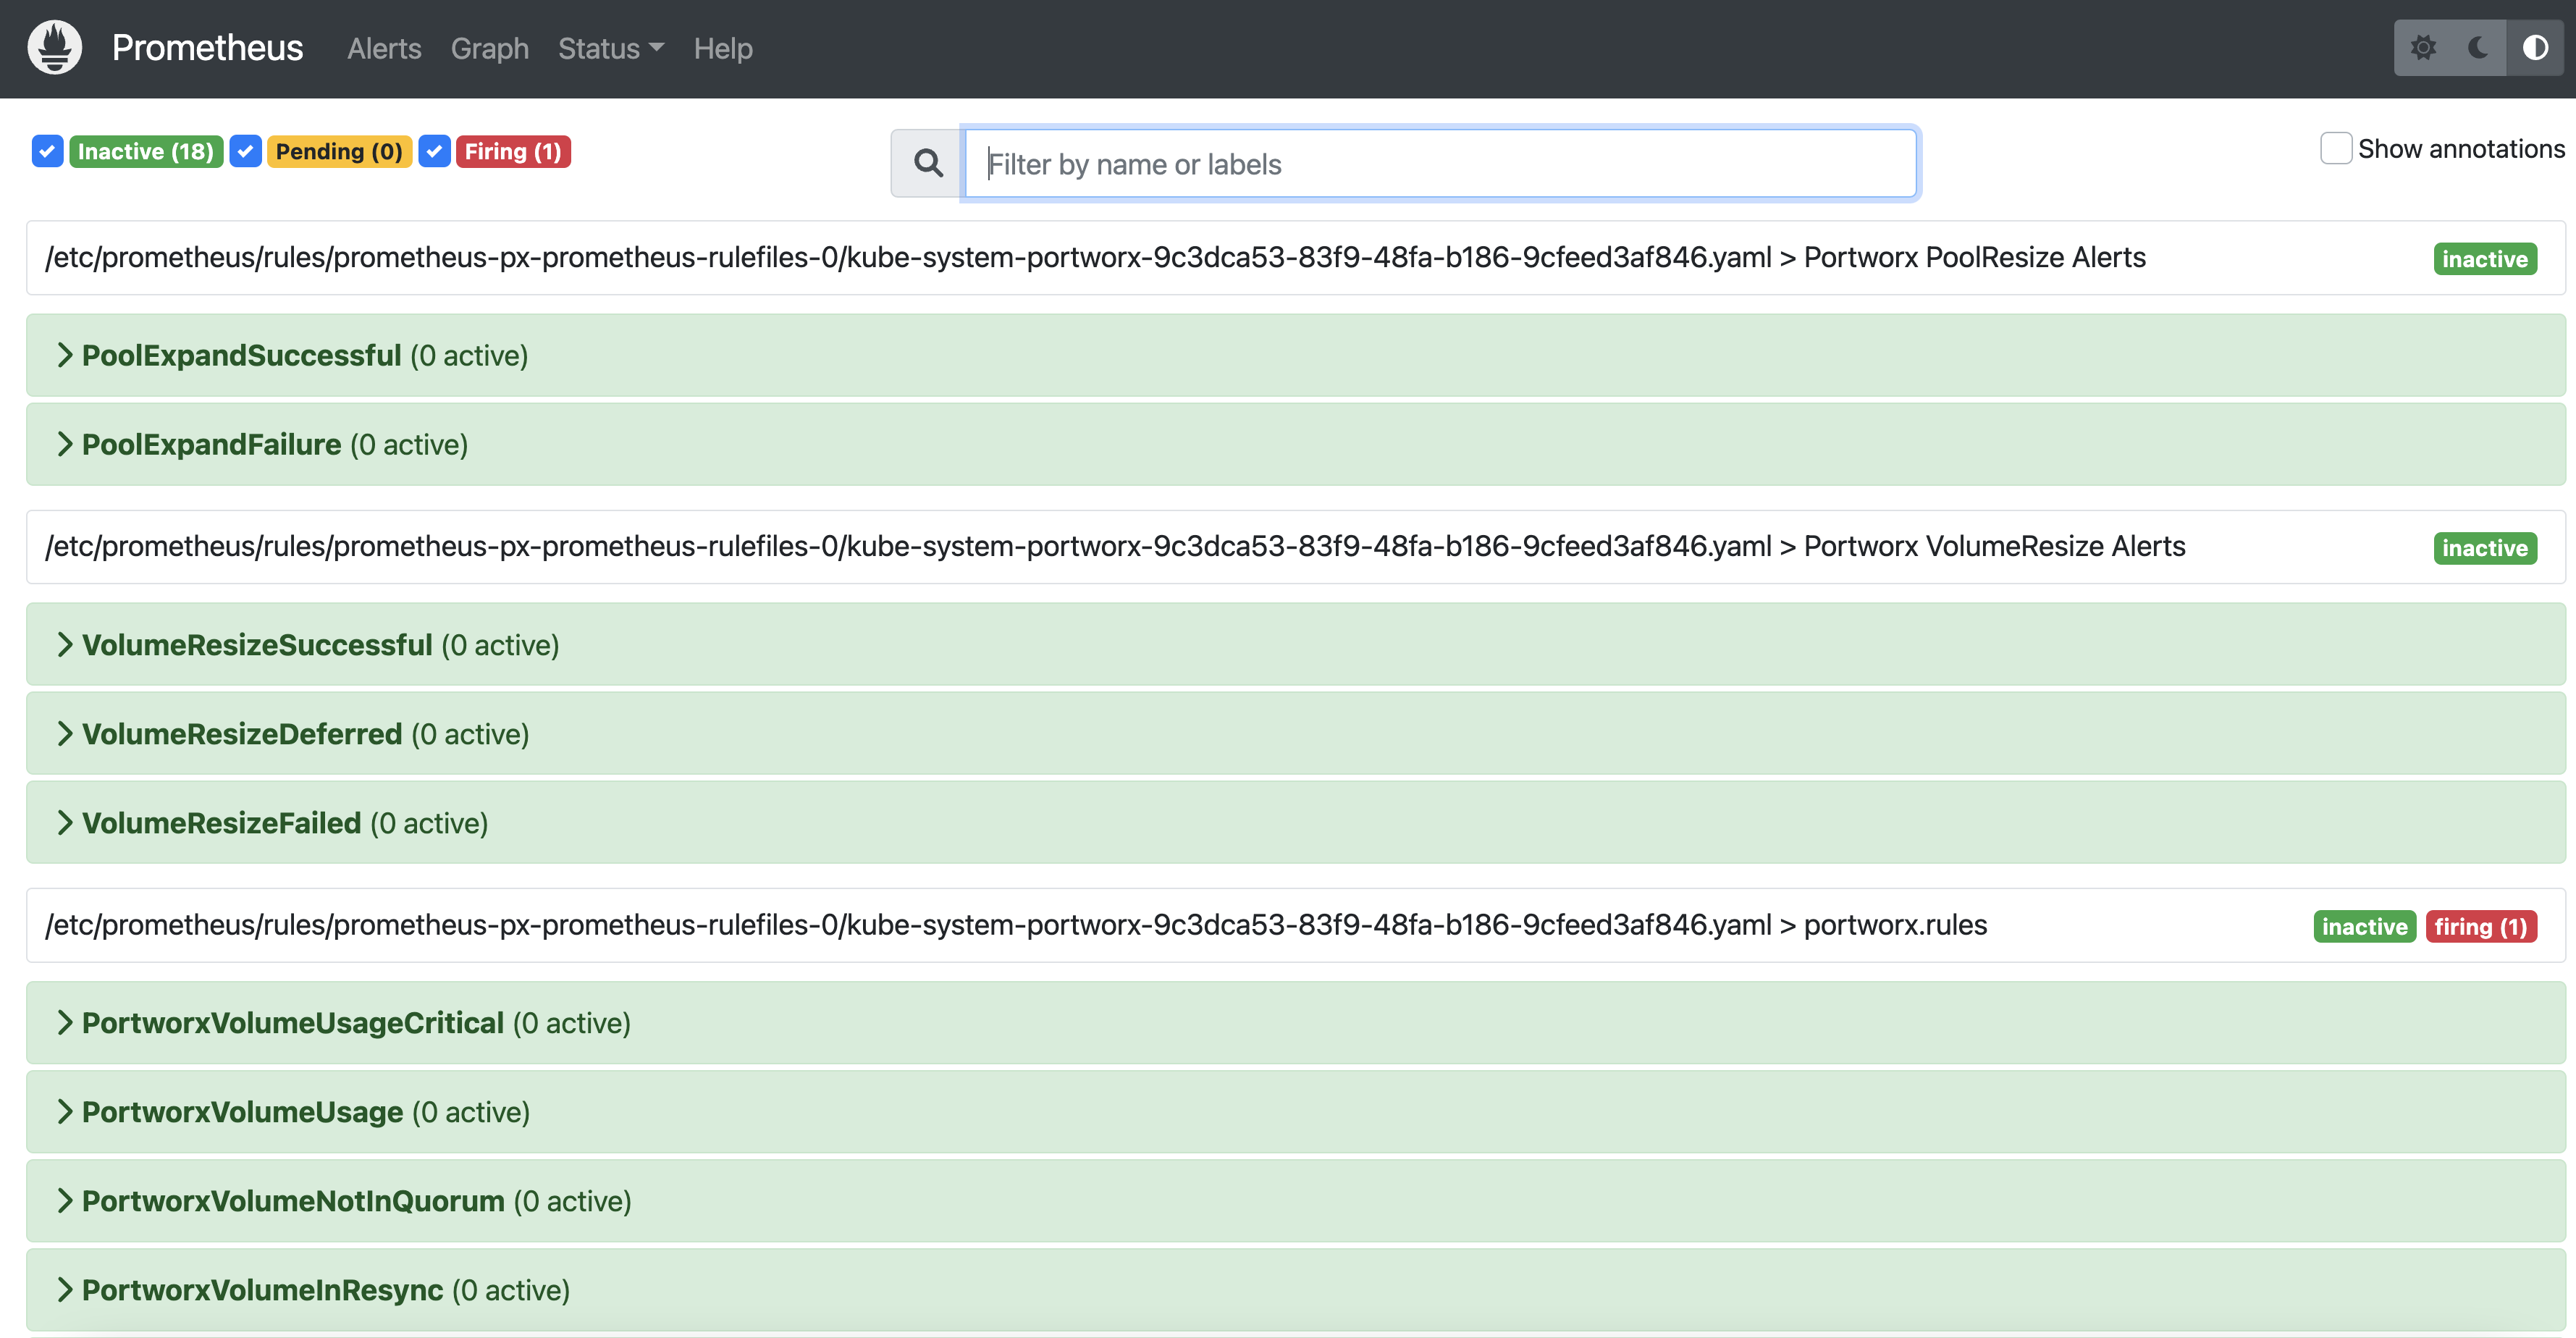 Prometheus Alerts Graph Status Help
Inactive (18) Pending (0) Firing (1) Filter by name or labels Show annotations
/etc/prometheus/rules/prometheus-px-prometheus-rulefiles-0/kube-system-portworx-9c3dca53-83f9-48fa-b186-9cfeed3af846.yaml > Portworx PoolResize Alerts inactive
PoolExpandSuccessful (0 active)
PoolExpandFailure (0 active)
/etc/prometheus/rules/prometheus-px-prometheus-rulefiles-0/kube-system-portworx-9c3dca53-83f9-48fa-b186-9cfeed3af846.yaml > Portworx VolumeResize Alerts inactive
VolumeResizeSuccessful (0 active)
VolumeResizeDeferred (0 active)
VolumeResizeFailed (0 active)
/etc/prometheus/rules/prometheus-px-prometheus-rulefiles-0/kube-system-portworx-9c3dca53-83f9-48fa-b186-9cfeed3af846.yaml > portworx.rules inactive firing (1)
PortworxVolumeUsageCritical (0 active)
PortworxVolumeUsage (0 active)
PortworxVolumeNotInQuorum (0 active)
PortworxVolumeInResync (0 active)